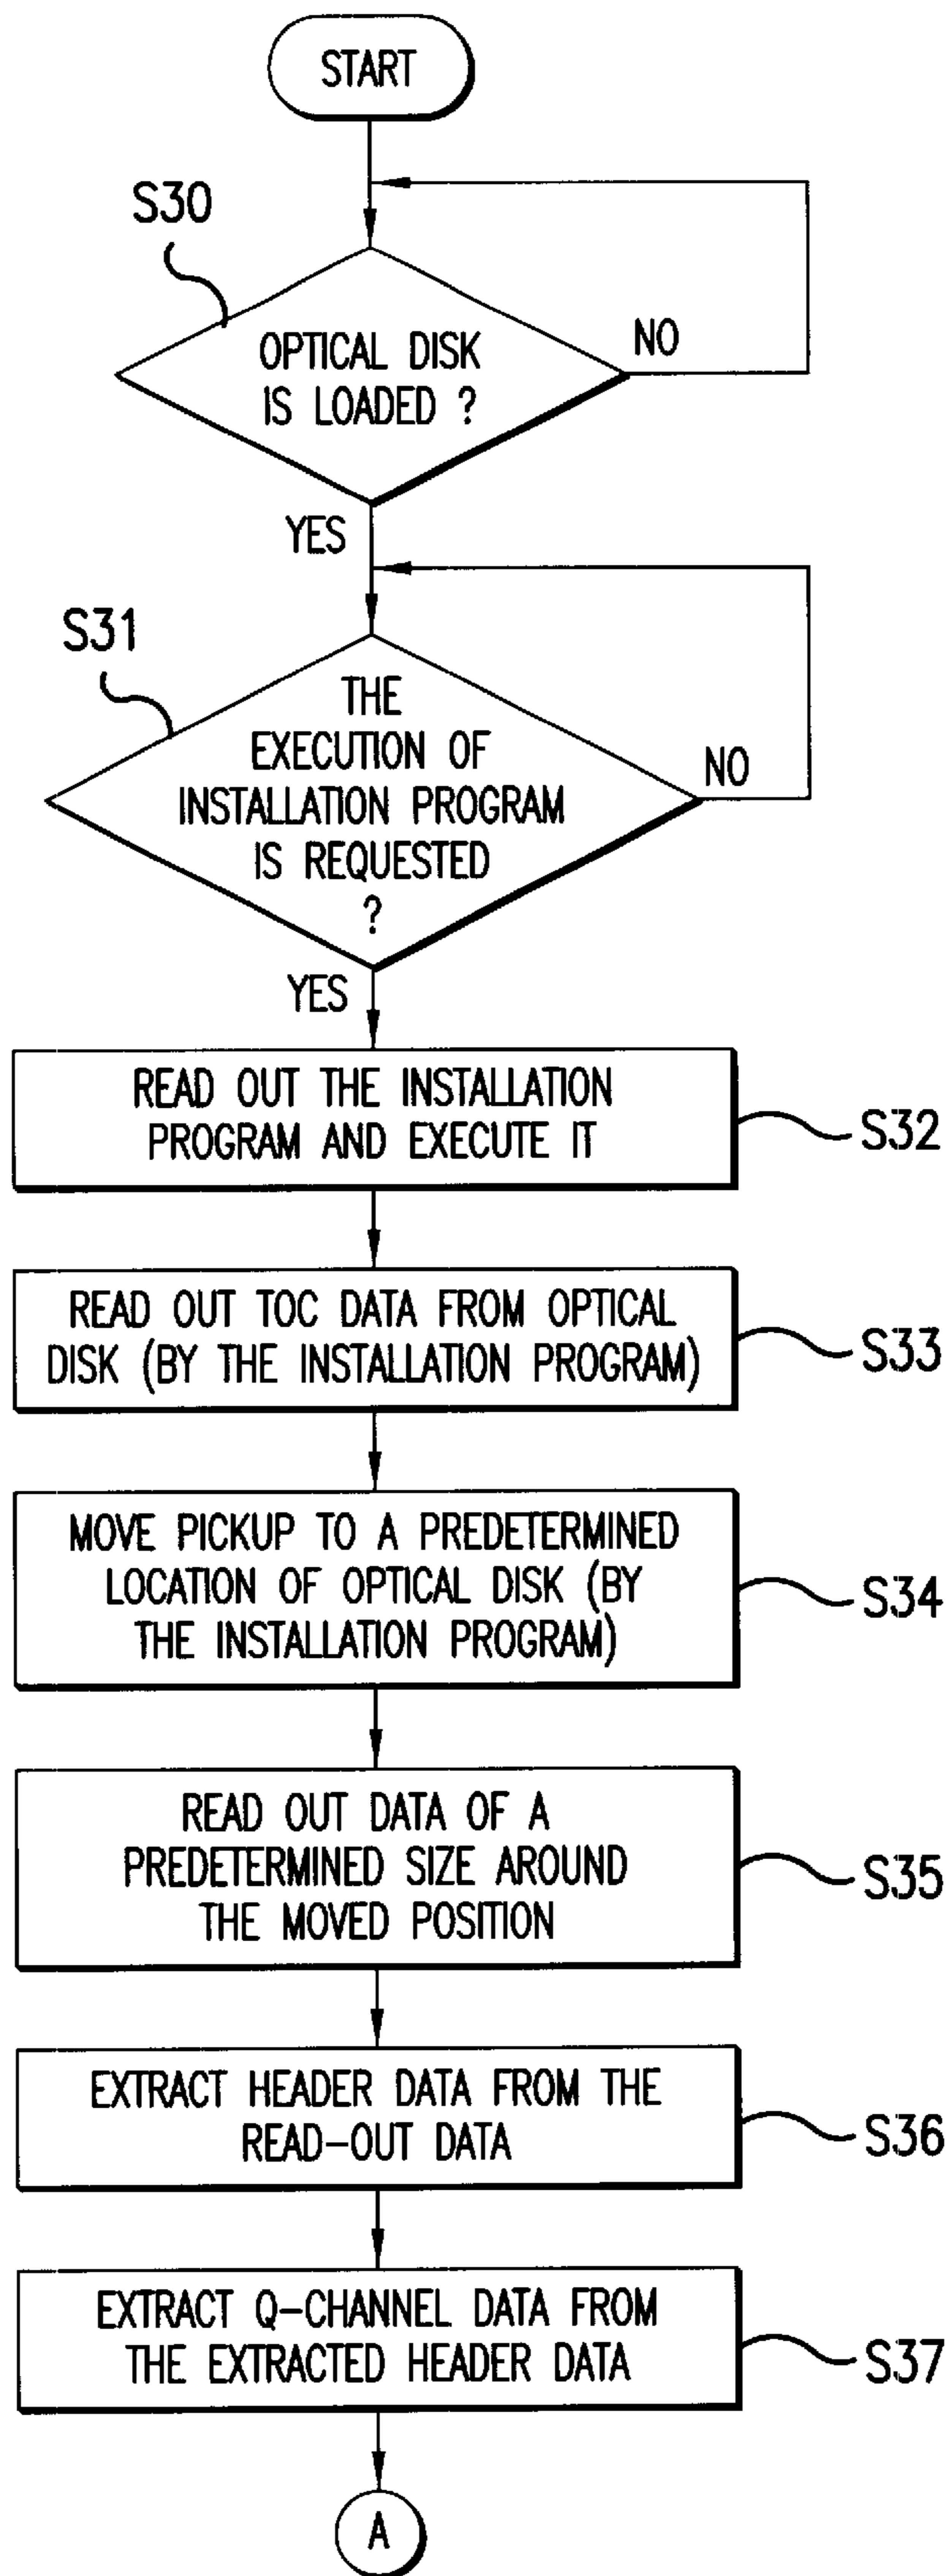 START
S30
OPTICAL DISK
IS LOADED ?
NO
YES
S31
THE
EXECUTION OF
INSTALLATION PROGRAM
IS REQUESTED
?
NO
YES
READ OUT THE INSTALLATION
PROGRAM AND EXECUTE IT
S32
READ OUT TOC DATA FROM OPTICAL
DISK (BY THE INSTALLATION PROGRAM)
S33
MOVE PICKUP TO A PREDETERMINED
LOCATION OF OPTICAL DISK (BY
THE INSTALLATION PROGRAM)
S34
READ OUT DATA OF A
PREDETERMINED SIZE AROUND
THE MOVED POSITION
S35
EXTRACT HEADER DATA FROM THE
READ-OUT DATA
S36
EXTRACT Q-CHANNEL DATA FROM
THE EXTRACTED HEADER DATA
S37
A